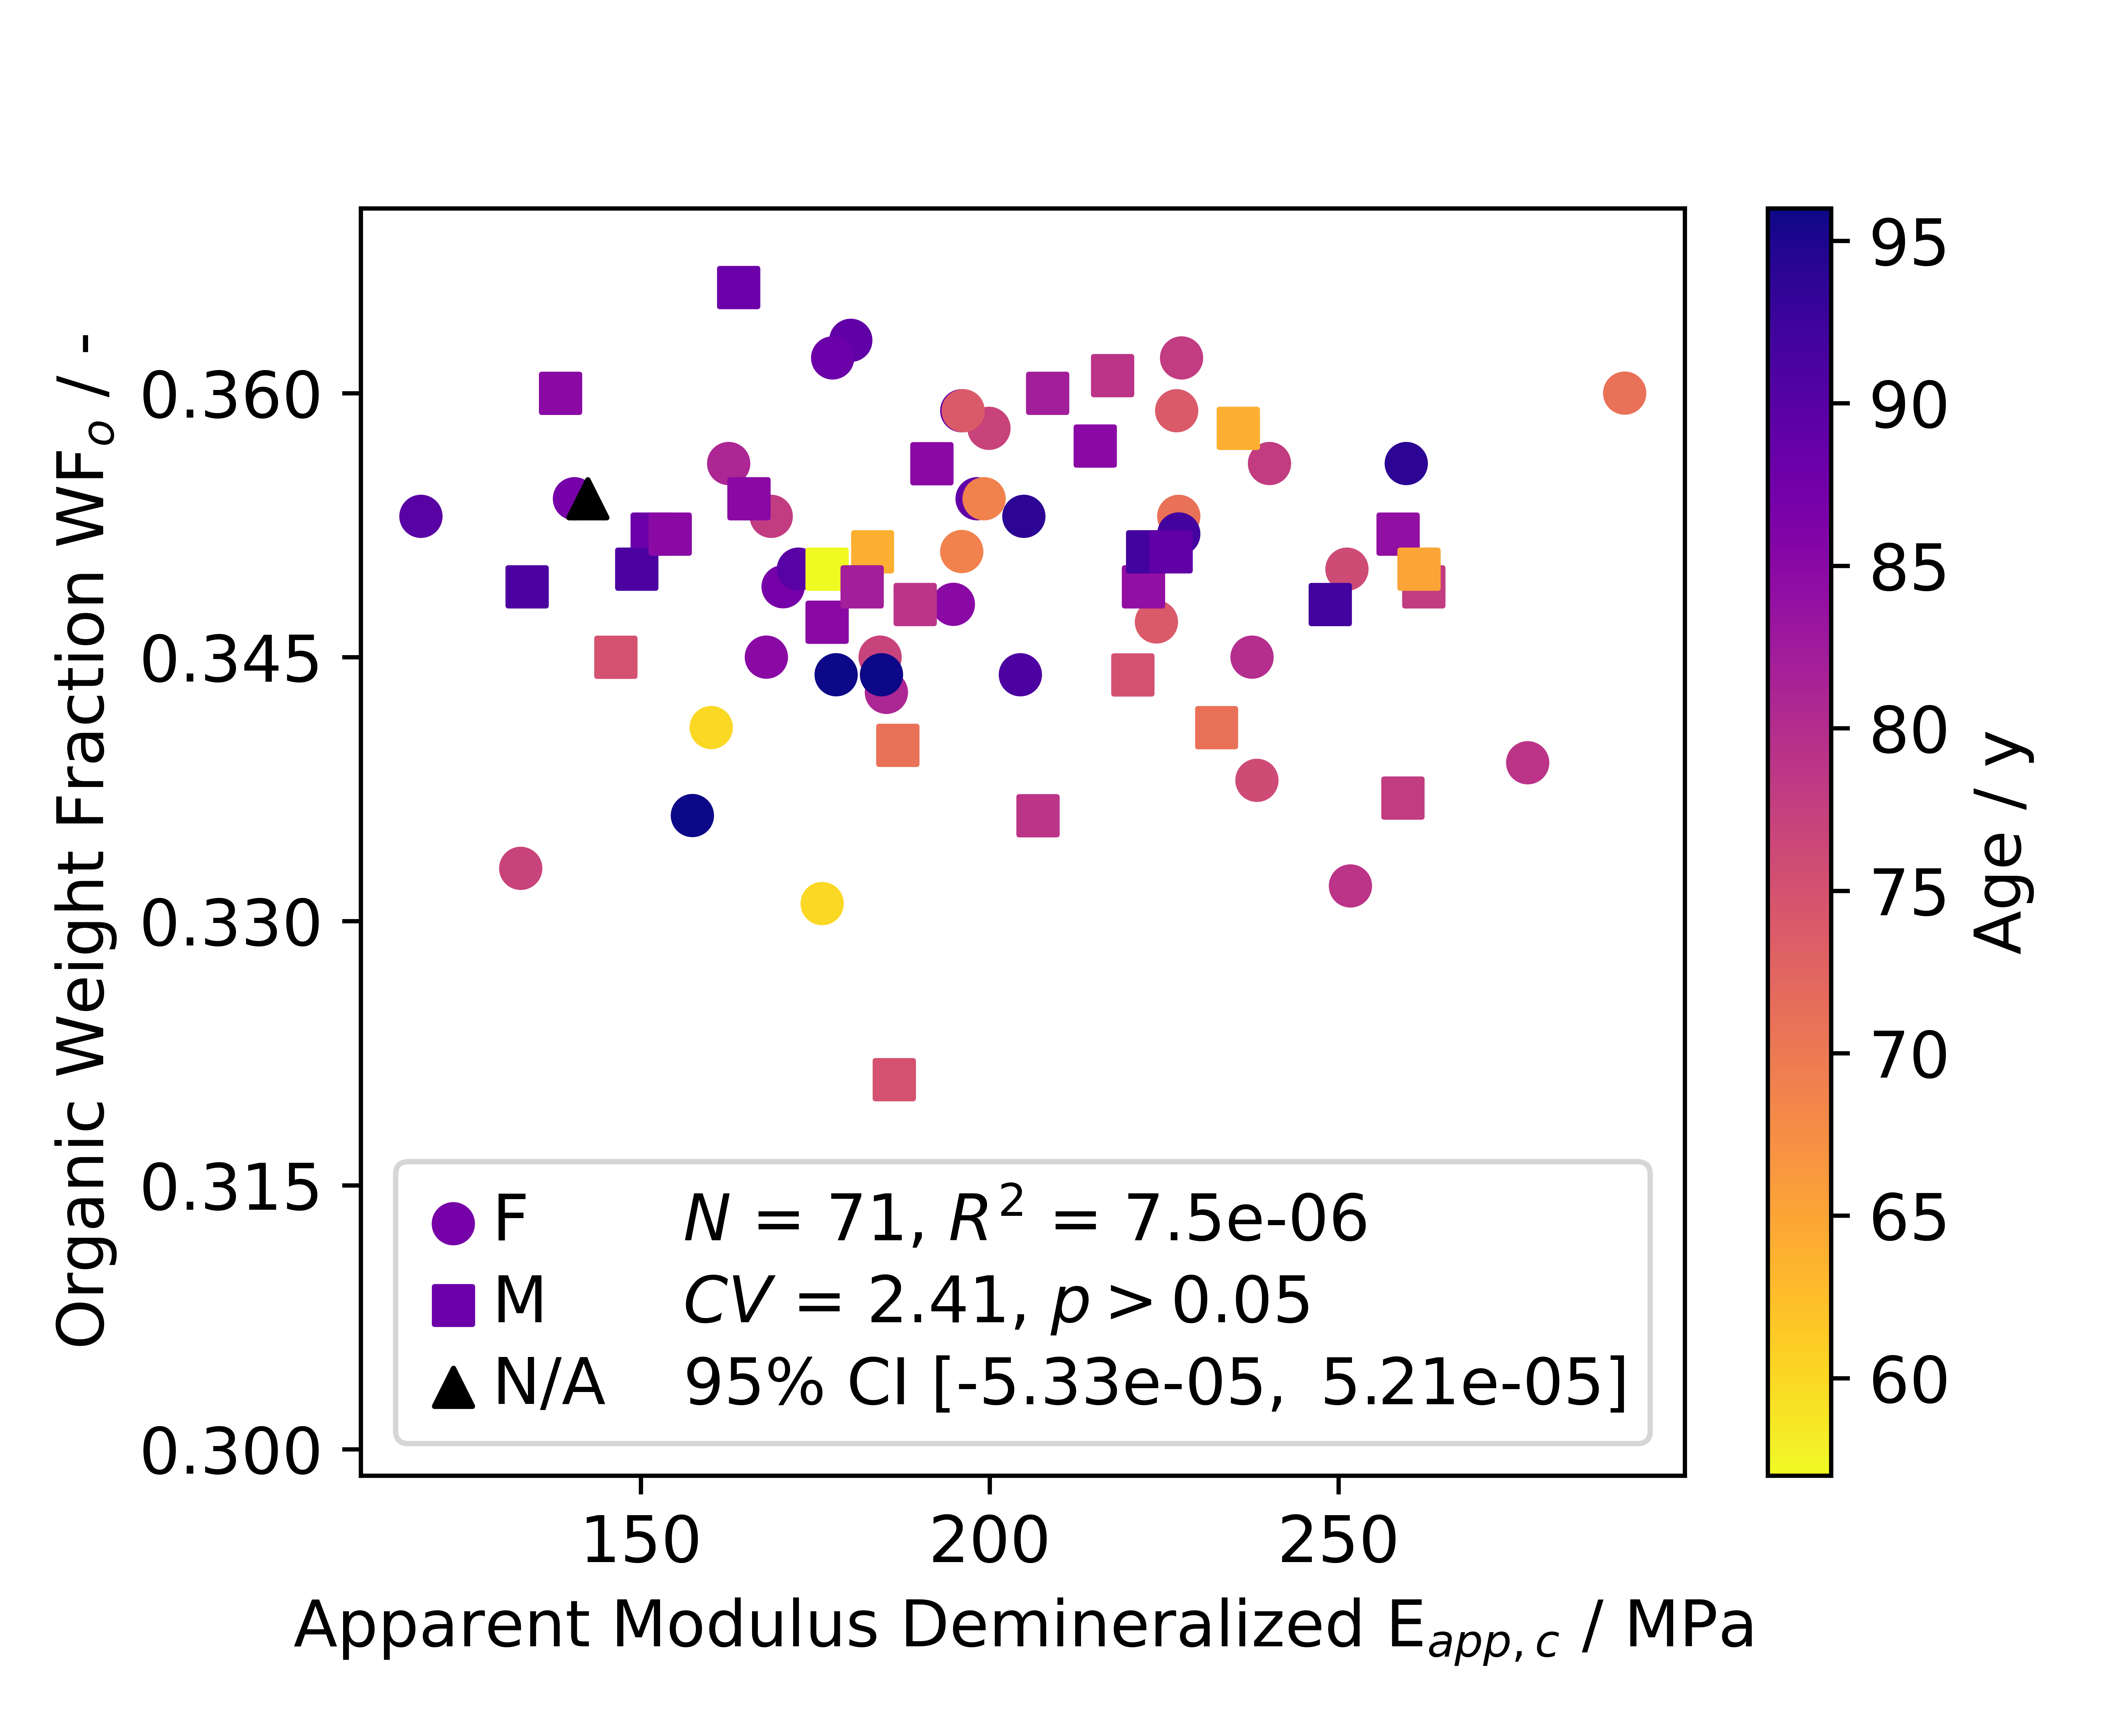 Organic Weight Fraction WFₒ / -
0.360
0.345
0.330
0.315
0.300
F
M
N/A
N = 71, R² = 7.5e-06
CV = 2.41, p > 0.05
95% CI [-5.33e-05, 5.21e-05]
150 200 250
Apparent Modulus Demineralized E_app,c / MPa
95
90
85
80
75
70
65
60
Age / y